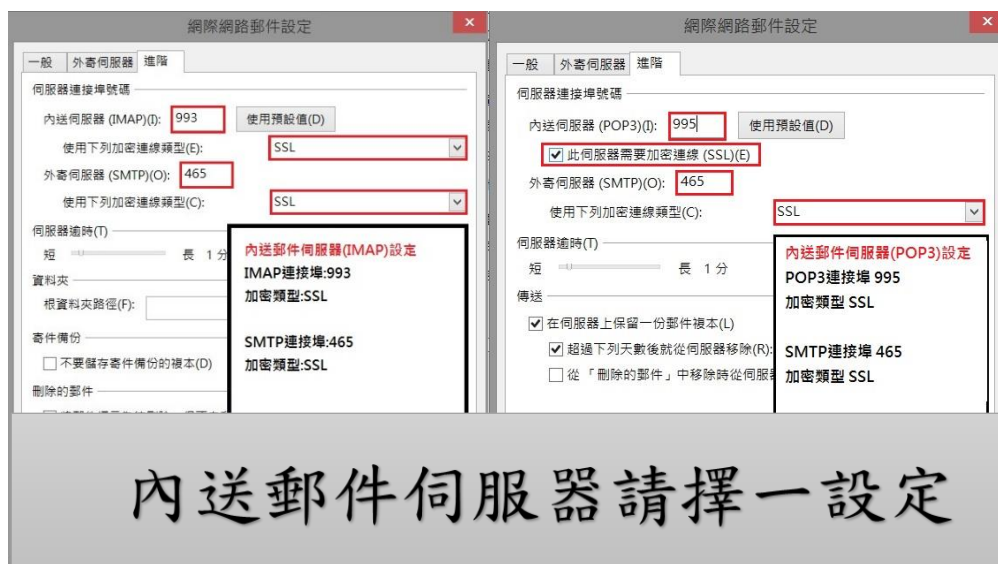 網際網路郵件設定
一般 外寄伺服器 進階
伺服器連接埠號碼
內送伺服器 (IMAP)(I): 993 使用預設值(D)
使用下列加密連線類型(E): SSL
外寄伺服器 (SMTP)(O): 465
使用下列加密連線類型(C): SSL
伺服器逾時(T)
短 長 1 分
資料夾
根資料夾路徑(F):
寄件備份
不要儲存寄件備份的複本(D)
刪除的郵件
內送郵件伺服器(IMAP)設定
IMAP連接埠:993
加密類型:SSL
SMTP連接埠:465
加密類型:SSL
網際網路郵件設定
一般 外寄伺服器 進階
伺服器連接埠號碼
內送伺服器 (POP3)(I): 995 使用預設值(D)
此伺服器需要加密連線 (SSL)(E)
外寄伺服器 (SMTP)(O): 465
使用下列加密連線類型(C): SSL
伺服器逾時(T)
短 長 1 分
傳送
在伺服器上保留一份郵件複本(L)
超過下列天數後就從伺服器移除(R):
從「刪除的郵件」中移除時從伺服器
內送郵件伺服器(POP3)設定
POP3連接埠 995
加密類型 SSL
SMTP連接埠 465
加密類型 SSL
內送郵件伺服器請擇一設定